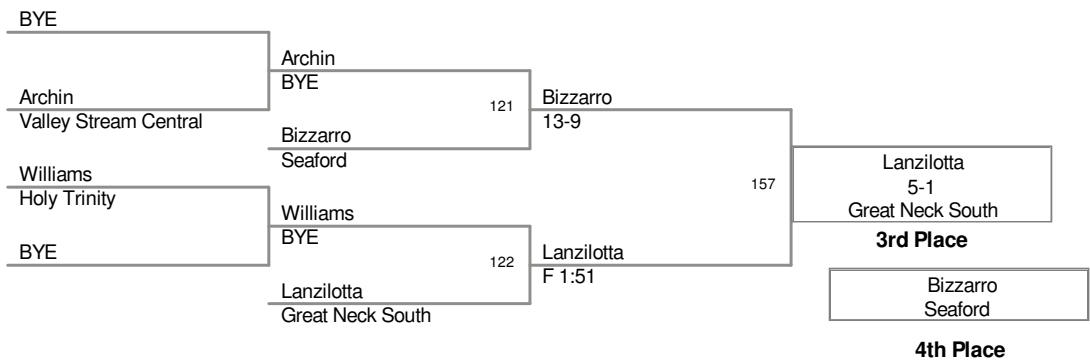 BYE
Archin
Valley Stream Central
Williams
Holy Trinity
BYE
Archin
BYE
121
Bizzarro
Seaford
Williams
BYE
122
Lanzilotta
Great Neck South
Bizzarro
13-9
157
Lanzilotta
F 1:51
Lanzilotta
5-1
Great Neck South
3rd Place
Bizzarro
Seaford
4th Place